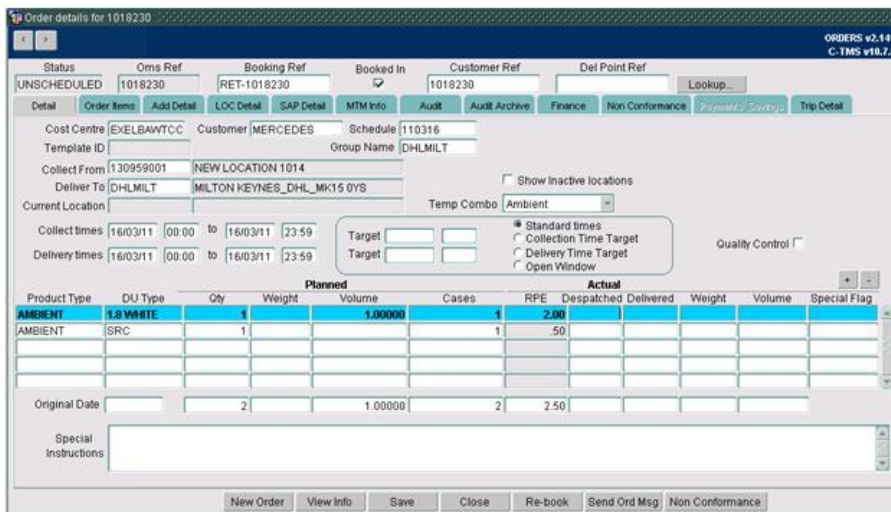 Order details for 1018230
ORDERS v2.14
C-TMS v10.7.
Status Oms Ref Booking Ref Booked In Customer Ref Del Point Ref
UNSCHEDULED 1018230 RET-1018230 1018230 Lookup...
Detail Order Items Add Detail LOC Detail SAP Detail MTM Info Audit Audit Archive Finance Non Conformance Payments Savings Trip Detail
Cost Centre EXELBAWTCC Customer MERCEDES Schedule 110316
Template ID Group Name DHLMILT
Collect From 130959001 NEW LOCATION 1014
Deliver To DHLMILT MILTON KEYNES_DHL_MK15 0YS Show Inactive locations
Current Location Temp Combo Ambient
Collect times 16/03/11 00:00 to 16/03/11 23:59 Target Standard times
Collection Time Target Quality Control
Delivery times 16/03/11 00:00 to 16/03/11 23:59 Target Delivery Time Target
Open Window
Planned Actual + -
Product Type DU Type Qty Weight Volume Cases RPE Despatched Delivered Weight Volume Special Flag
AMBIENT 1.8 WHITE 1 1.00000 1 2.00
AMBIENT SRC 1 1 .50
Original Date 2 1.00000 2 2.50
Special
Instructions
New Order View Info Save Close Re-book Send Ord Msg Non Conformance